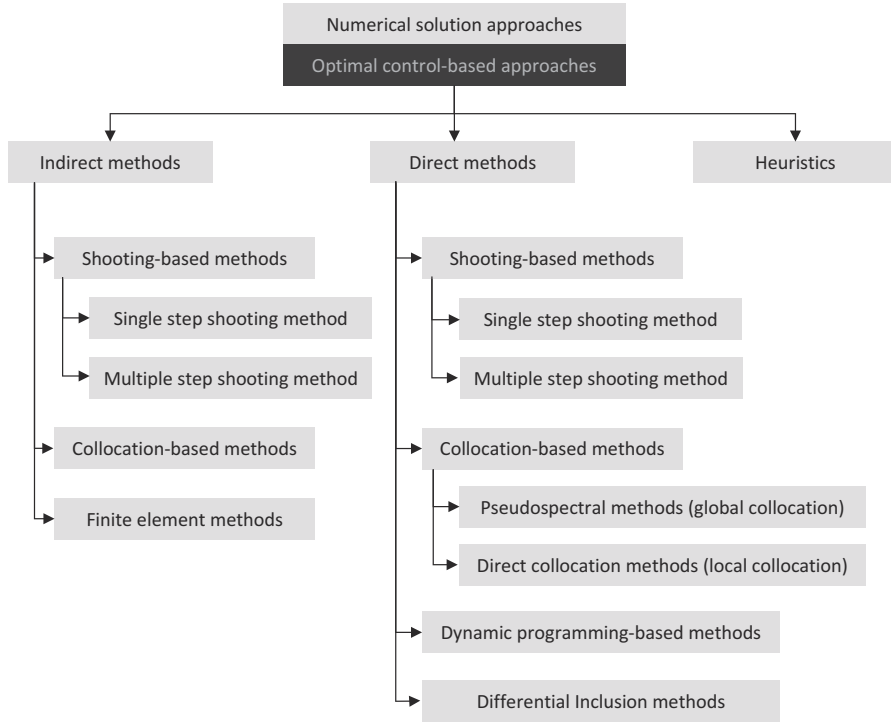 Numerical solution approaches
Optimal control-based approaches
Indirect methods
Direct methods
Heuristics
Shooting-based methods
Single step shooting method
Multiple step shooting method
Collocation-based methods
Finite element methods
Shooting-based methods
Single step shooting method
Multiple step shooting method
Collocation-based methods
Pseudospectral methods (global collocation)
Direct collocation methods (local collocation)
Dynamic programming-based methods
Differential Inclusion methods